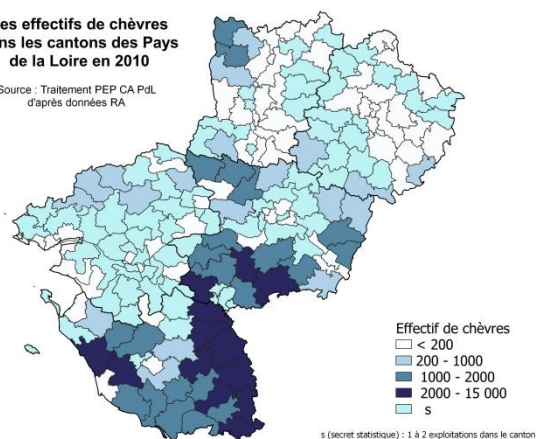 es effectifs de chèvres
ns les cantons des Pays
de la Loire en 2010
Source : Traitement PEP CA PdL
d'après données RA
Effectif de chèvres
< 200
200 - 1000
1000 - 2000
2000 - 15 000
s
s (secret statistique) : 1 à 2 exploitations dans le canton